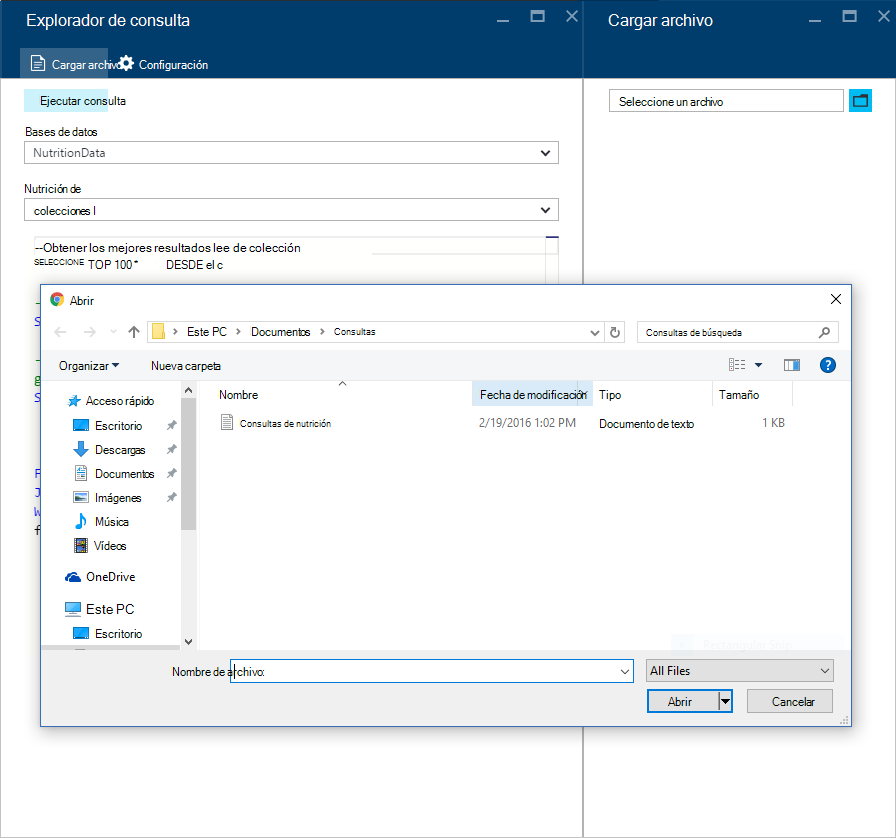 Explorador de consulta
Cargar archivo
Cargar archivo
Configuración
Ejecutar consulta
Seleccione un archivo
Bases de datos
NutritionData
Nutrición de
colecciones I
--Obtener los mejores resultados lee de colección
SELECCIONE TOP 100 * DESDE el c
Abrir
Este PC > Documentos > Consultas
Consultas de búsqueda
Organizar
Nueva carpeta
Nombre
Fecha de modificación
Tipo
Tamaño
Consultas de nutrición
2/19/2016 1:02 PM
Documento de texto
1 KB
Acceso rápido
Escritorio
Descargas
Documentos
Imágenes
Música
Vídeos
OneDrive
Este PC
Escritorio
Nombre de archivo:
All Files
Abrir
Cancelar